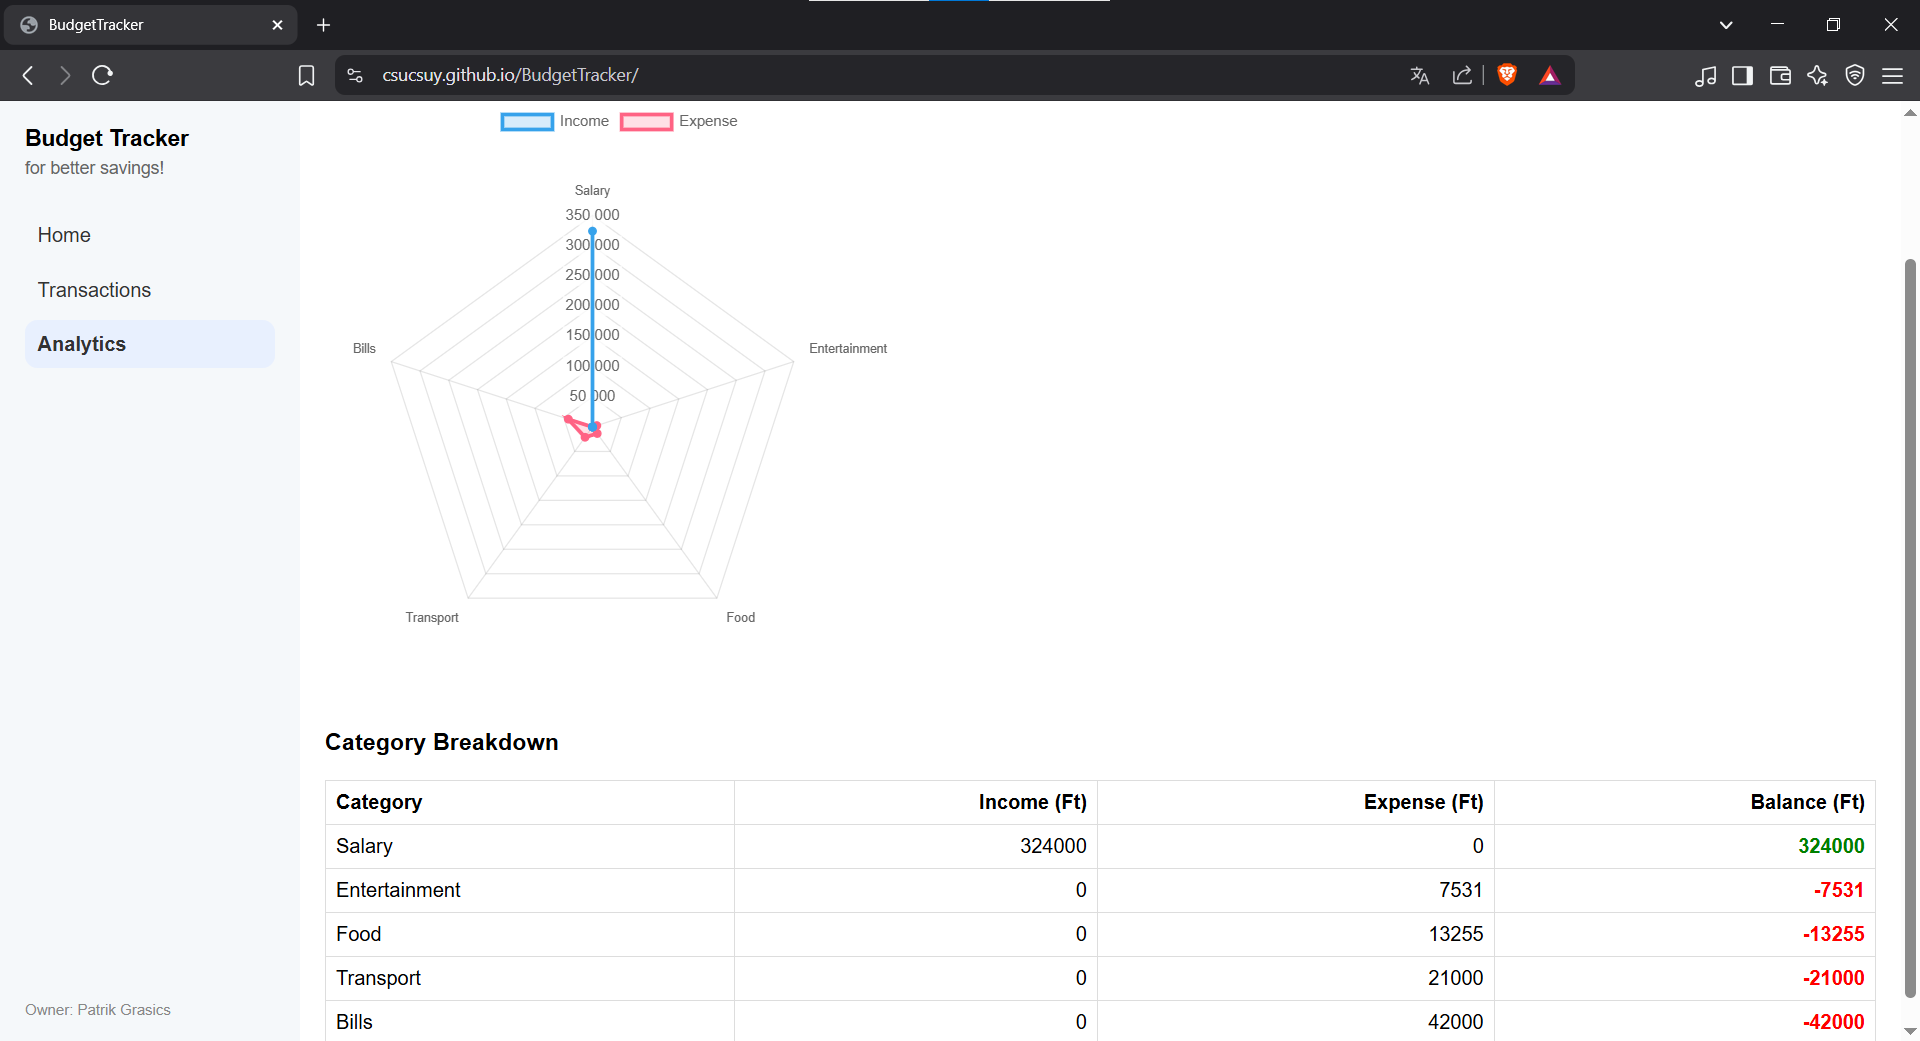 BudgetTracker
csucsuy.github.io/BudgetTracker/
Budget Tracker
for better savings!
Home
Transactions
Analytics
Owner: Patrik Grasics
Income Expense
Salary
350 000
300 000
250 000
200 000
150 000
100 000
50 000
Bills
Entertainment
Transport
Food
Category Breakdown
Category Income (Ft) Expense (Ft) Balance (Ft)
Salary 324000 0 324000
Entertainment 0 7531 -7531
Food 0 13255 -13255
Transport 0 21000 -21000
Bills 0 42000 -42000